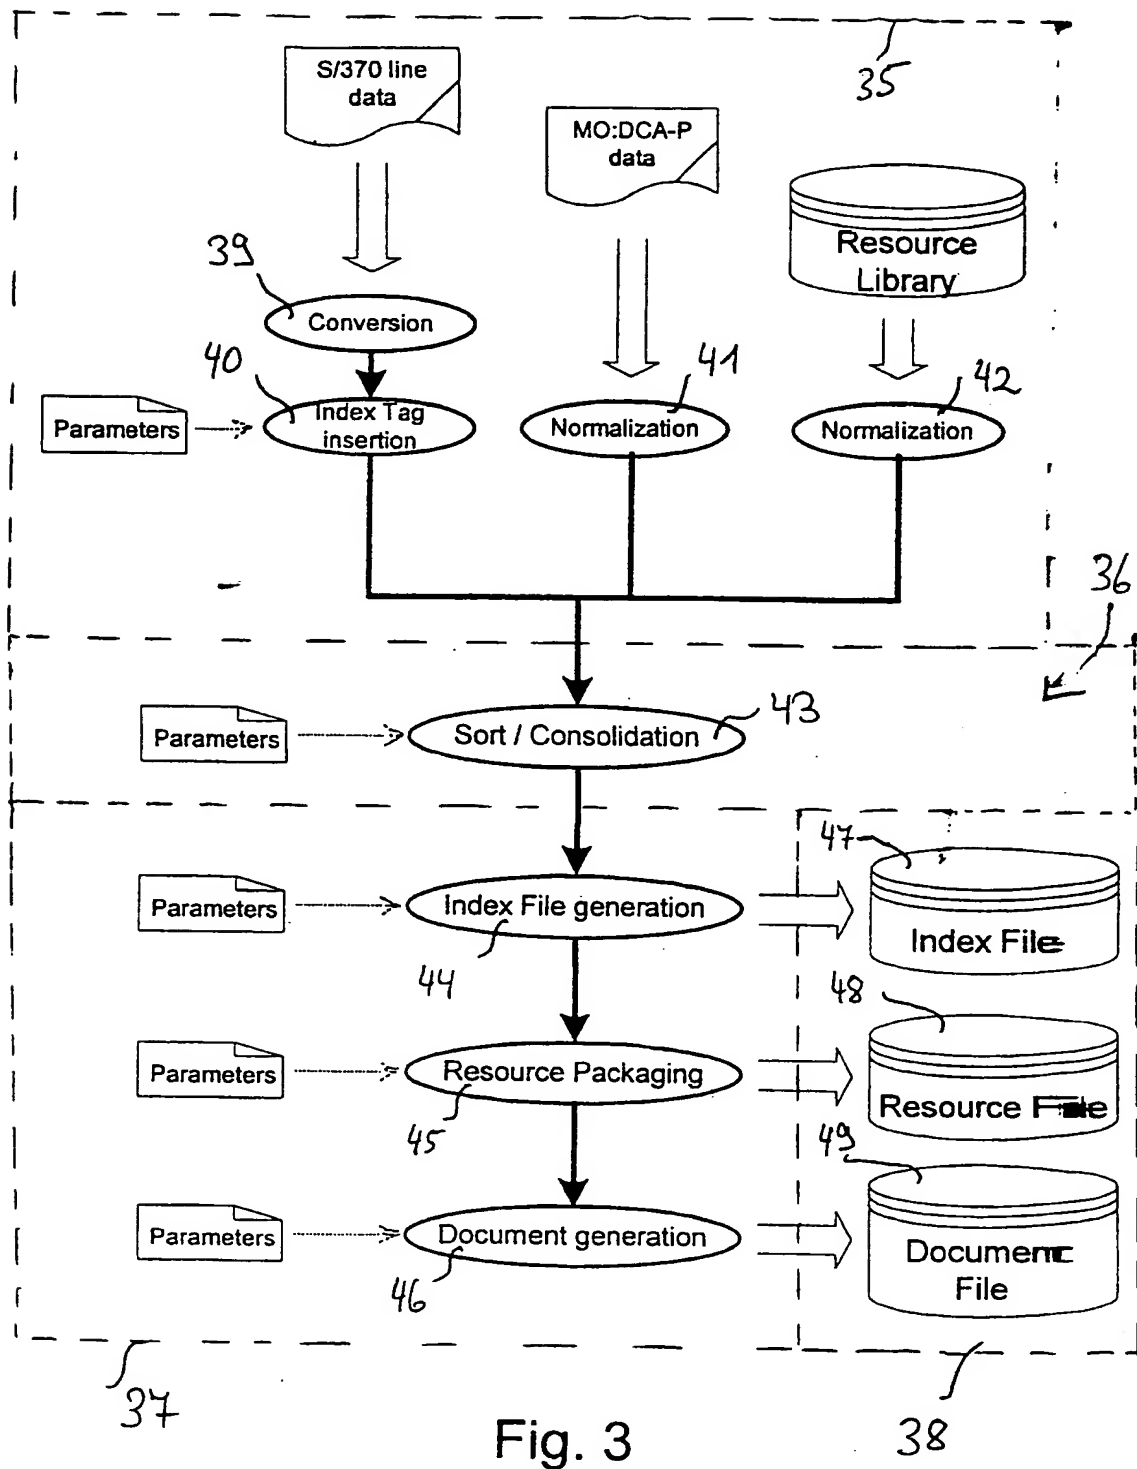 35
S/370 line
data
MO:DCA-P
data
Resource
Library
39
Conversion
40
41
42
Parameters
Index Tag
insertion
Normalization
Normalization
36
43
Parameters
Sort / Consolidation
47
Parameters
Index File generation
Index File
44
48
Parameters
Resource Packaging
Resource File
45
49
Parameters
Document generation
Document
File
46
37
38
Fig. 3